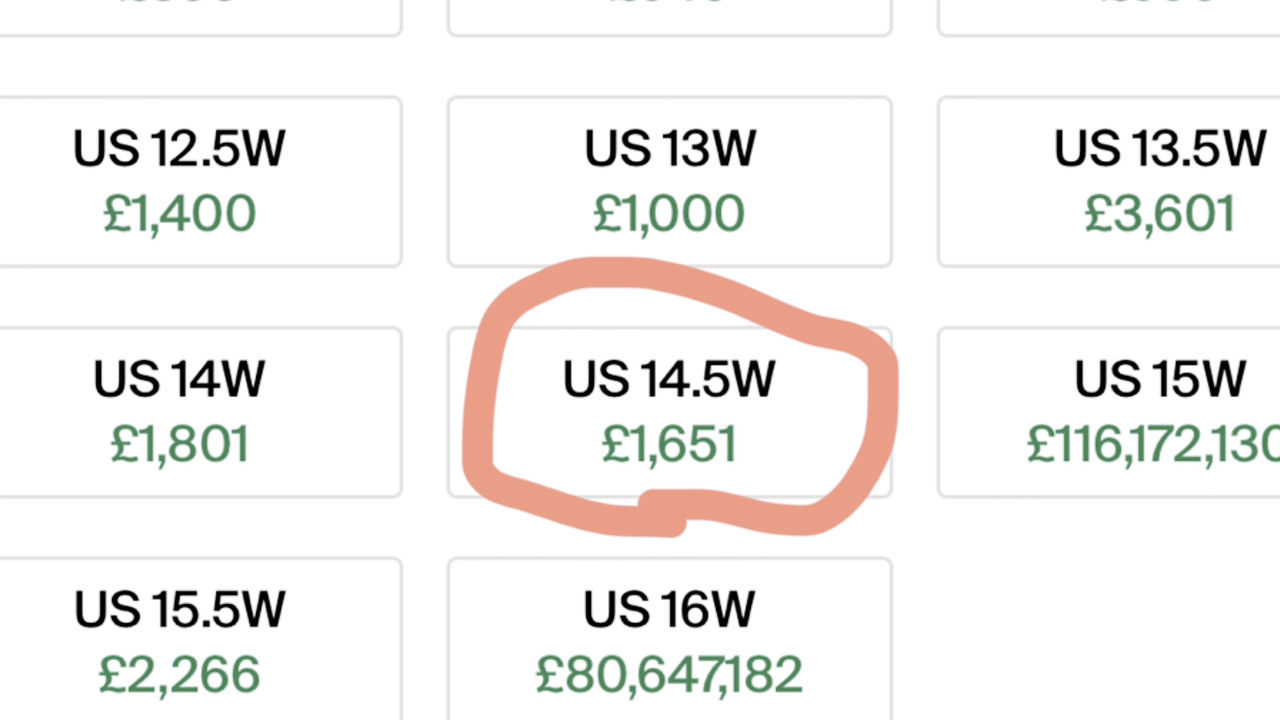 US 12.5W
£1,400
US 13W
£1,000
US 13.5W
£3,601
US 14W
£1,801
US 14.5W
£1,651
US 15W
US 15.5W
£2,266
US 16W
£80,647,182